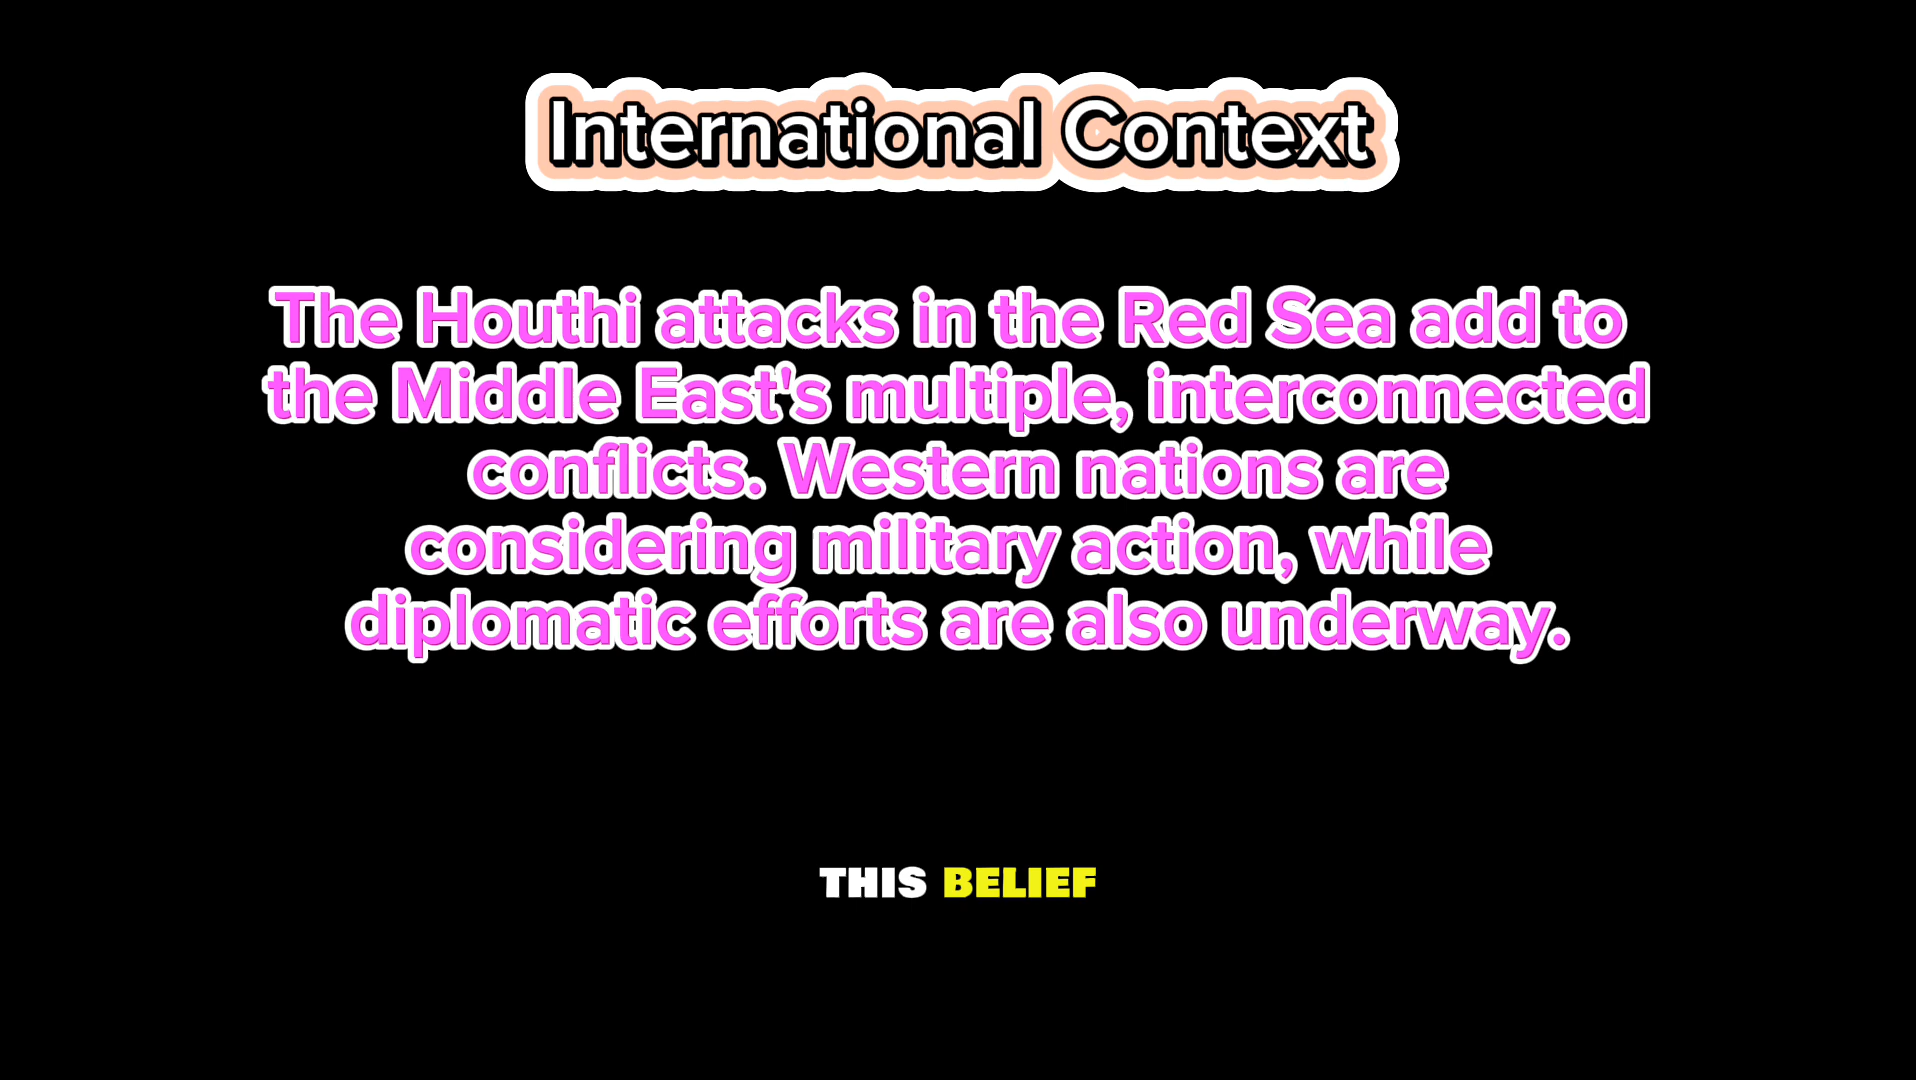 International Context
The Houthi attacks in the Red Sea add to
the Middle East's multiple, interconnected
conflicts. Western nations are
considering military action, while
diplomatic efforts are also underway.
THIS BELIEF